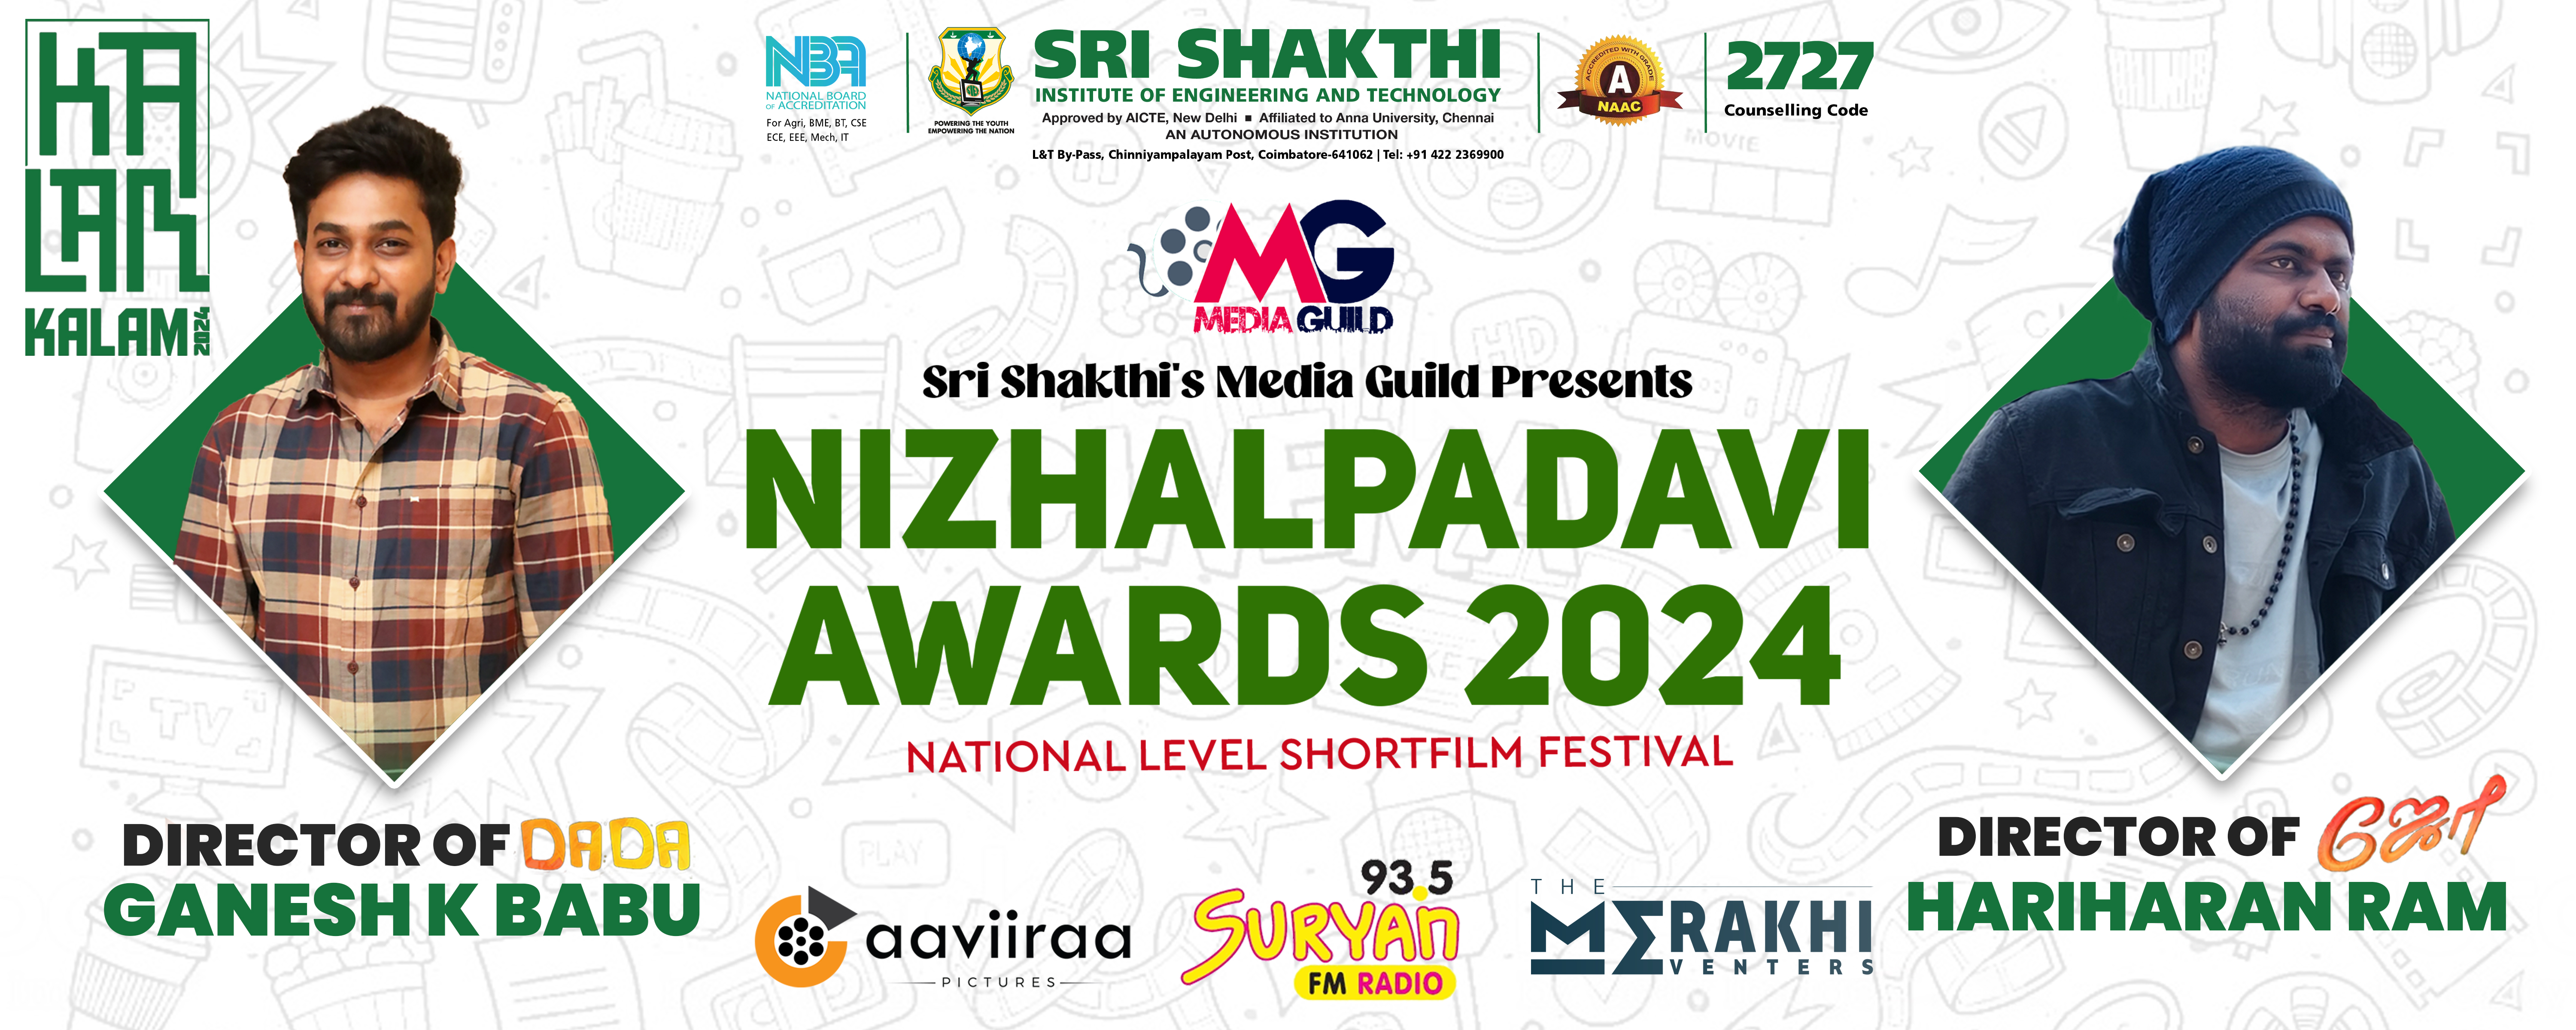 KALAR
KALAM 2024
NBA
NATIONAL BOARD
OF ACCREDITATION
For Agri, BME, BT, CSE
ECE, EEE, Mech, IT
POWERING THE YOUTH
EMPOWERING THE NATION
SRI SHAKTHI
INSTITUTE OF ENGINEERING AND TECHNOLOGY
Approved by AICTE, New Delhi ■ Affiliated to Anna University, Chennai
AN AUTONOMOUS INSTITUTION
L&T By-Pass, Chinniyampalayam Post, Coimbatore-641062 | Tel: +91 422 2369900
ACCREDITED WITH GRADE
A
NAAC
2727
Counselling Code
MG
MEDIA GUILD
Sri Shakthi's Media Guild Presents
NIZHALPADAVI
AWARDS 2024
NATIONAL LEVEL SHORTFILM FESTIVAL
DIRECTOR OF DADA
GANESH K BABU
DIRECTOR OF ஜோ
HARIHARAN RAM
aaviiraa
PICTURES
93.5
SURYAN
FM RADIO
THE
MERAKHI
VENTERS
MOVIE
HD
TV